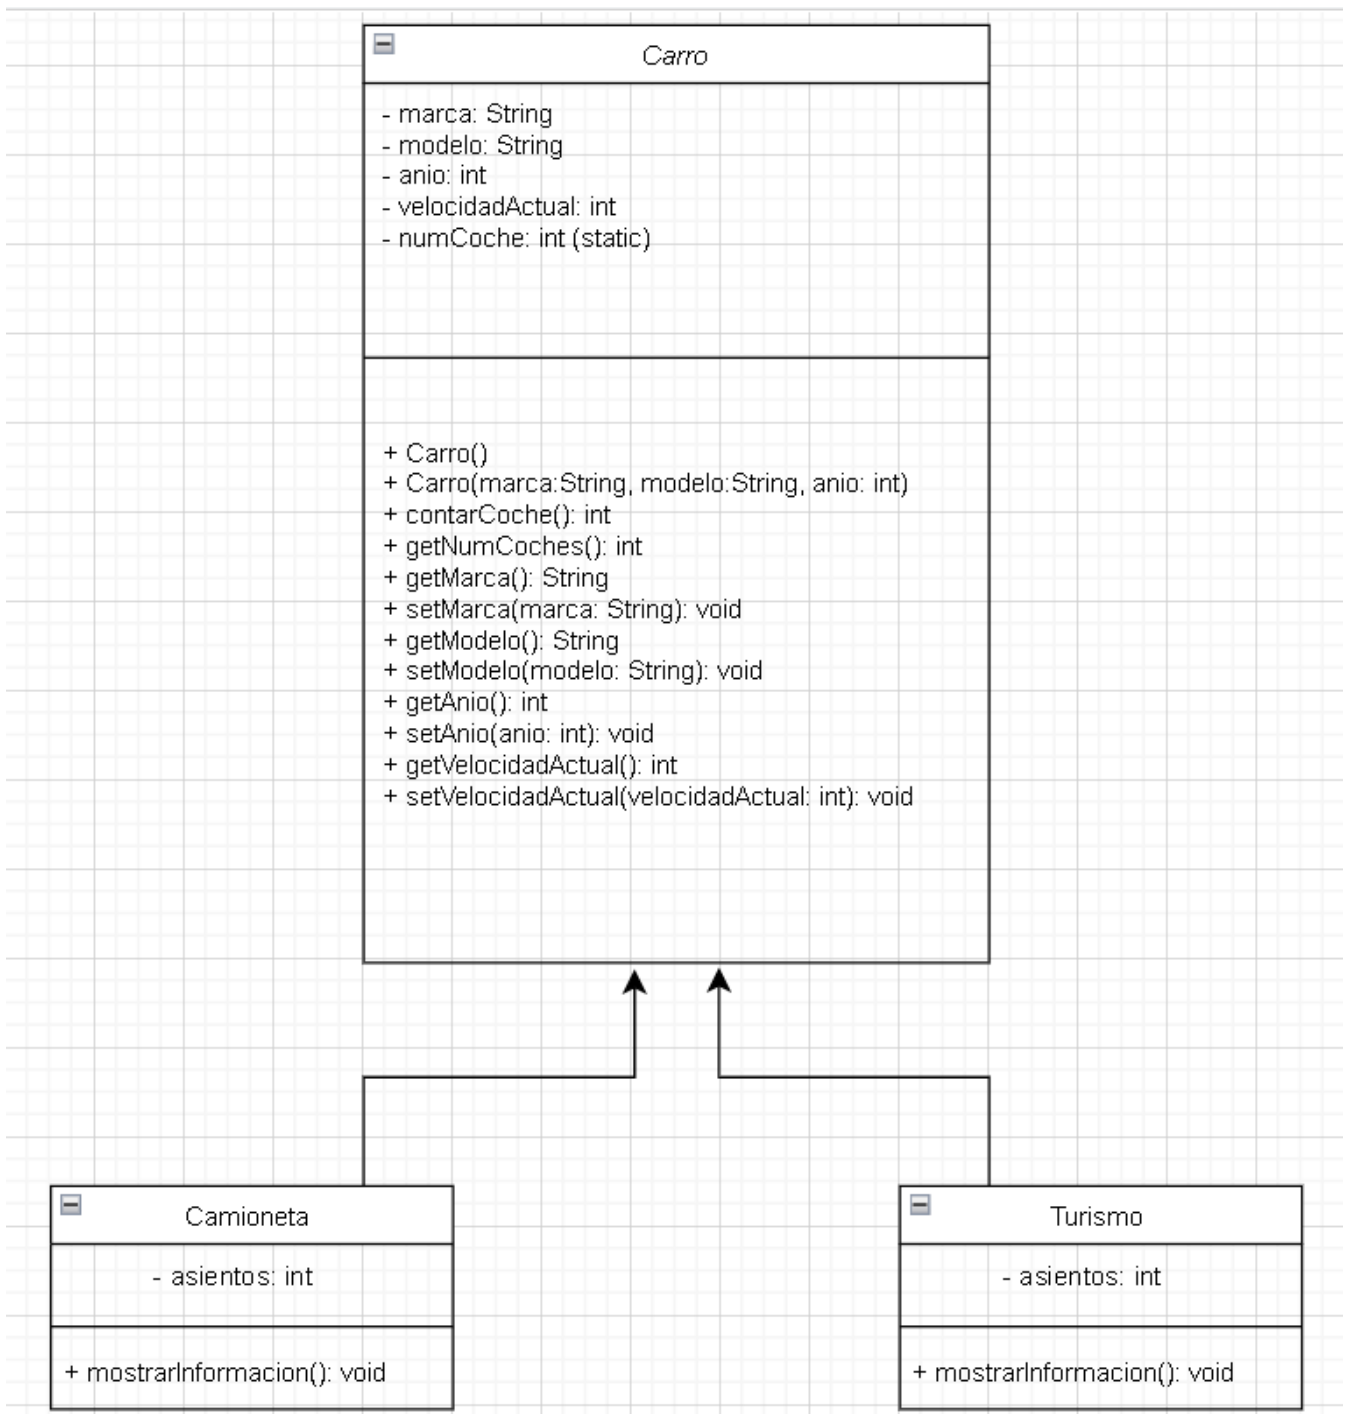 Carro
- marca: String
- modelo: String
- anio: int
- velocidadActual: int
- numCoche: int (static)
+ Carro()
+ Carro(marca:String, modelo:String, anio: int)
+ contarCoche(): int
+ getNumCoches(): int
+ getMarca(): String
+ setMarca(marca: String): void
+ getModelo(): String
+ setModelo(modelo: String): void
+ getAnio(): int
+ setAnio(anio: int): void
+ getVelocidadActual(): int
+ setVelocidadActual(velocidadActual: int): void
Camioneta
- asientos: int
+ mostrarInformacion(): void
Turismo
- asientos: int
+ mostrarInformacion(): void